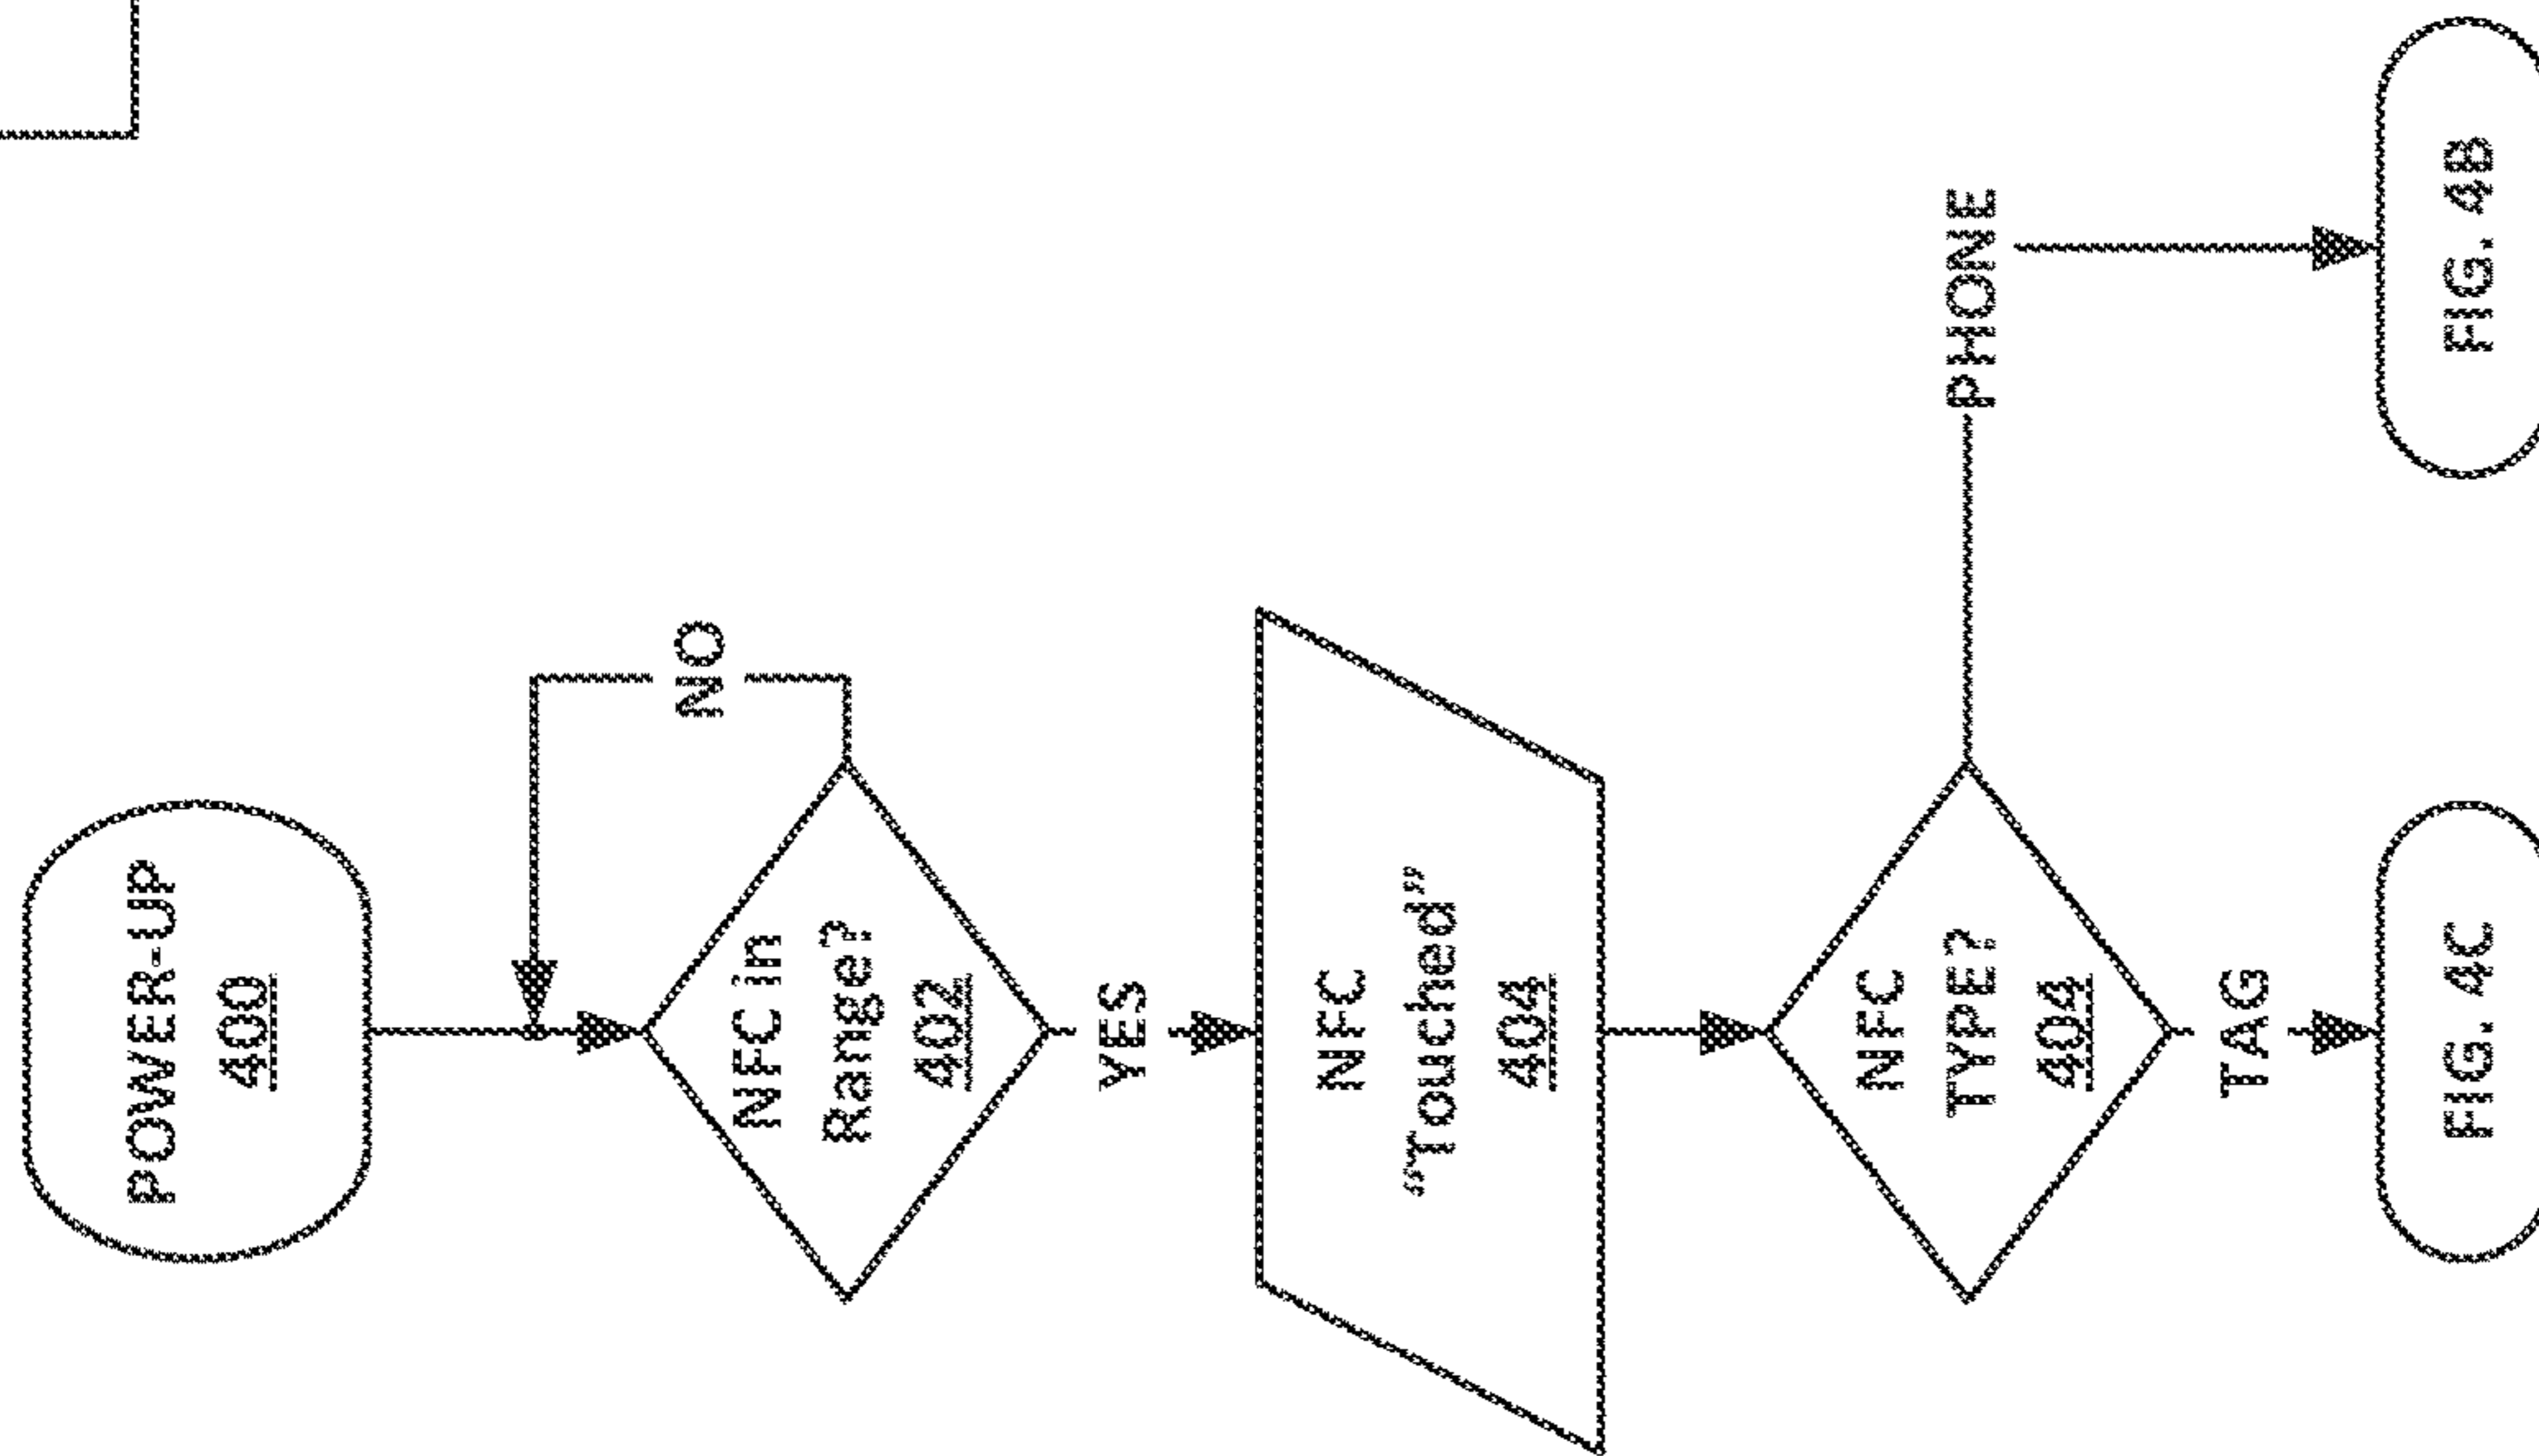 POWER-UP
400
NO
NFC in
Range?
402
YES
NFC
“Touched”
404
NFC
TYPE?
404
PHONE
TAG
FIG. 4C
FIG. 4B